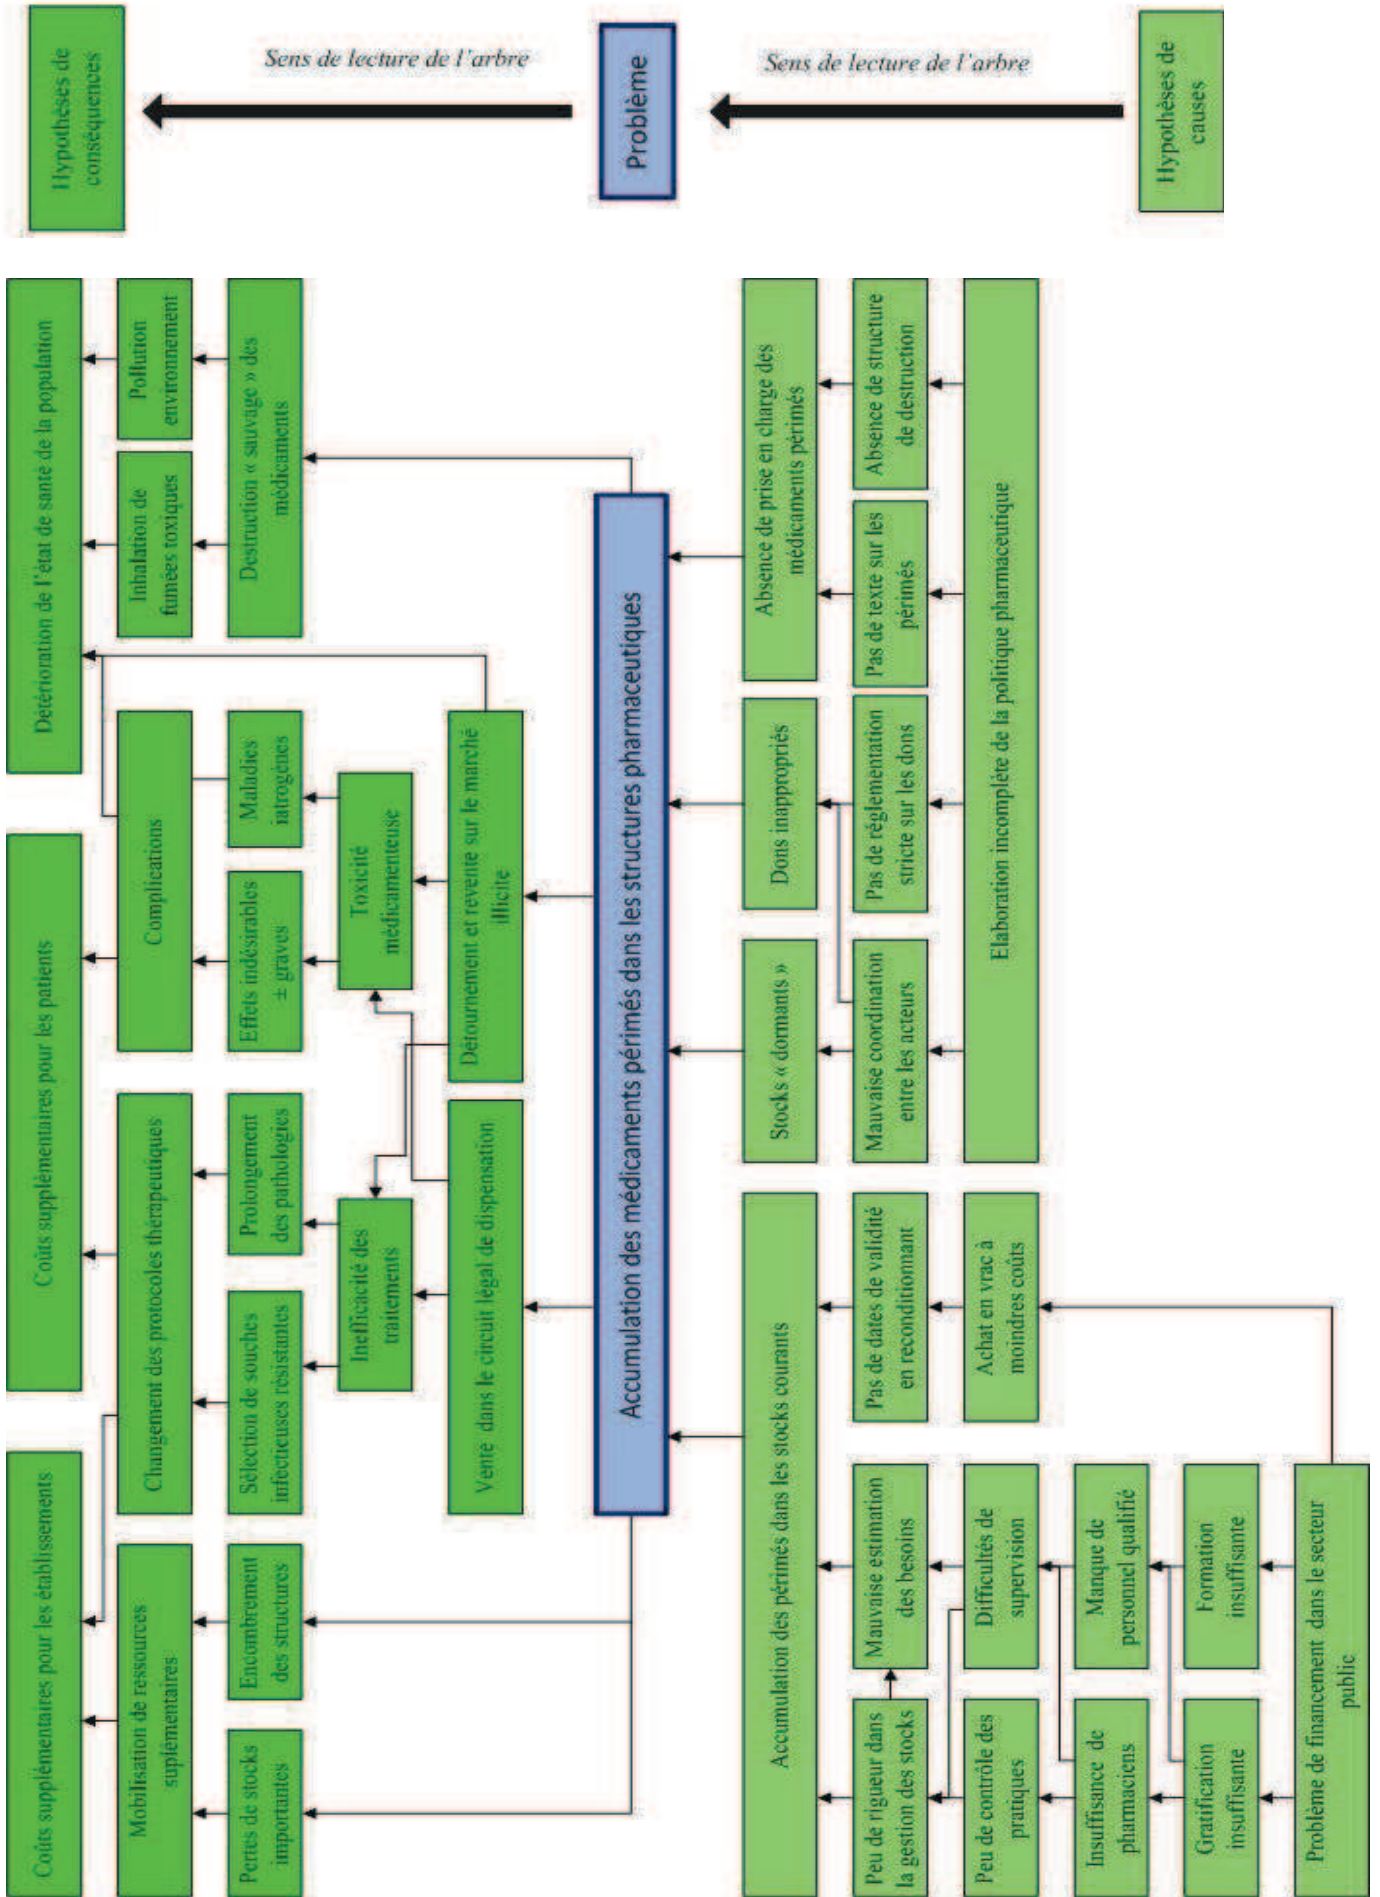 Coûts supplémentaires pour les établissements
Coûts supplémentaires pour les patients
Détérioration de l'état de santé de la population
Hypothèses de
conséquences
Mobilisation de ressources
suplémentaires
Changement des protocoles thérapeutiques
Complications
Inhalation de
fumées toxiques
Pollution
environnement
Pertes de stocks
importantes
Encombrement
des structures
Sélection de souches
infectieuses résistantes
Prolongement
des pathologies
Effets indésirables
± graves
Maladies
iatrogènes
Destruction « sauvage » des
médicaments
Inefficacité des
traitements
Toxicité
médicamenteuse
Vente dans le circuit légal de dispensation
Détournement et revente sur le marché
illicite
Sens de lecture de l'arbre
Accumulation des médicaments périmés dans les structures pharmaceutiques
Problème
Sens de lecture de l'arbre
Accumulation des périmés dans les stocks courants
Stocks « dormants »
Dons inappropriés
Absence de prise en charge des
médicaments périmés
Peu de rigueur dans
la gestion des stocks
Mauvaise estimation
des besoins
Pas de dates de validité
en reconditionnant
Mauvaise coordination
entre les acteurs
Pas de réglementation
stricte sur les dons
Pas de texte sur les
périmés
Absence de structure
de destruction
Peu de contrôle des
pratiques
Difficultés de
supervision
Achat en vrac à
moindres coûts
Elaboration incomplète de la politique pharmaceutique
Insuffisance de
pharmaciens
Manque de
personnel qualifié
Gratification
insuffisante
Formation
insuffisante
Problème de financement dans le secteur
public
Hypothèses de
causes